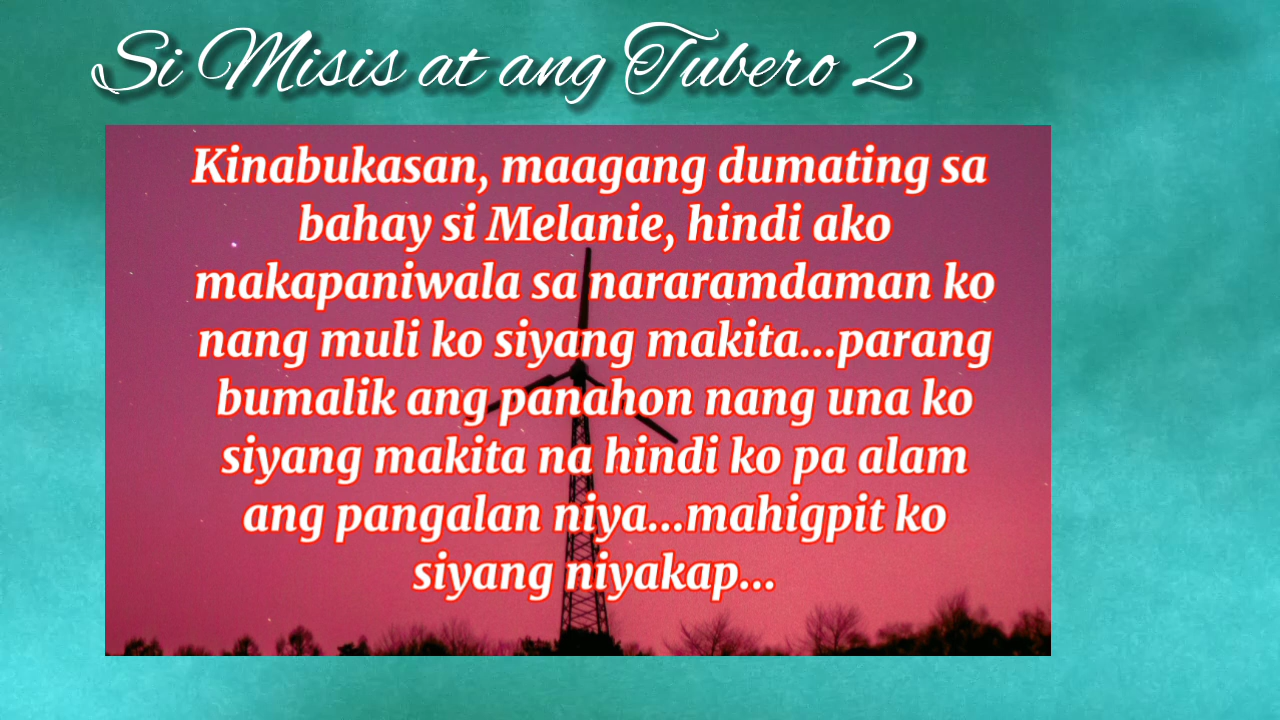 Si Misis at ang Tubero 2
Kinabukasan, maagang dumating sa
bahay si Melanie, hindi ako
makapaniwala sa nararamdaman ko
nang muli ko siyang makita...parang
bumalik ang panahon nang una ko
siyang makita na hindi ko pa alam
ang pangalan niya...mahigpit ko
siyang niyakap...